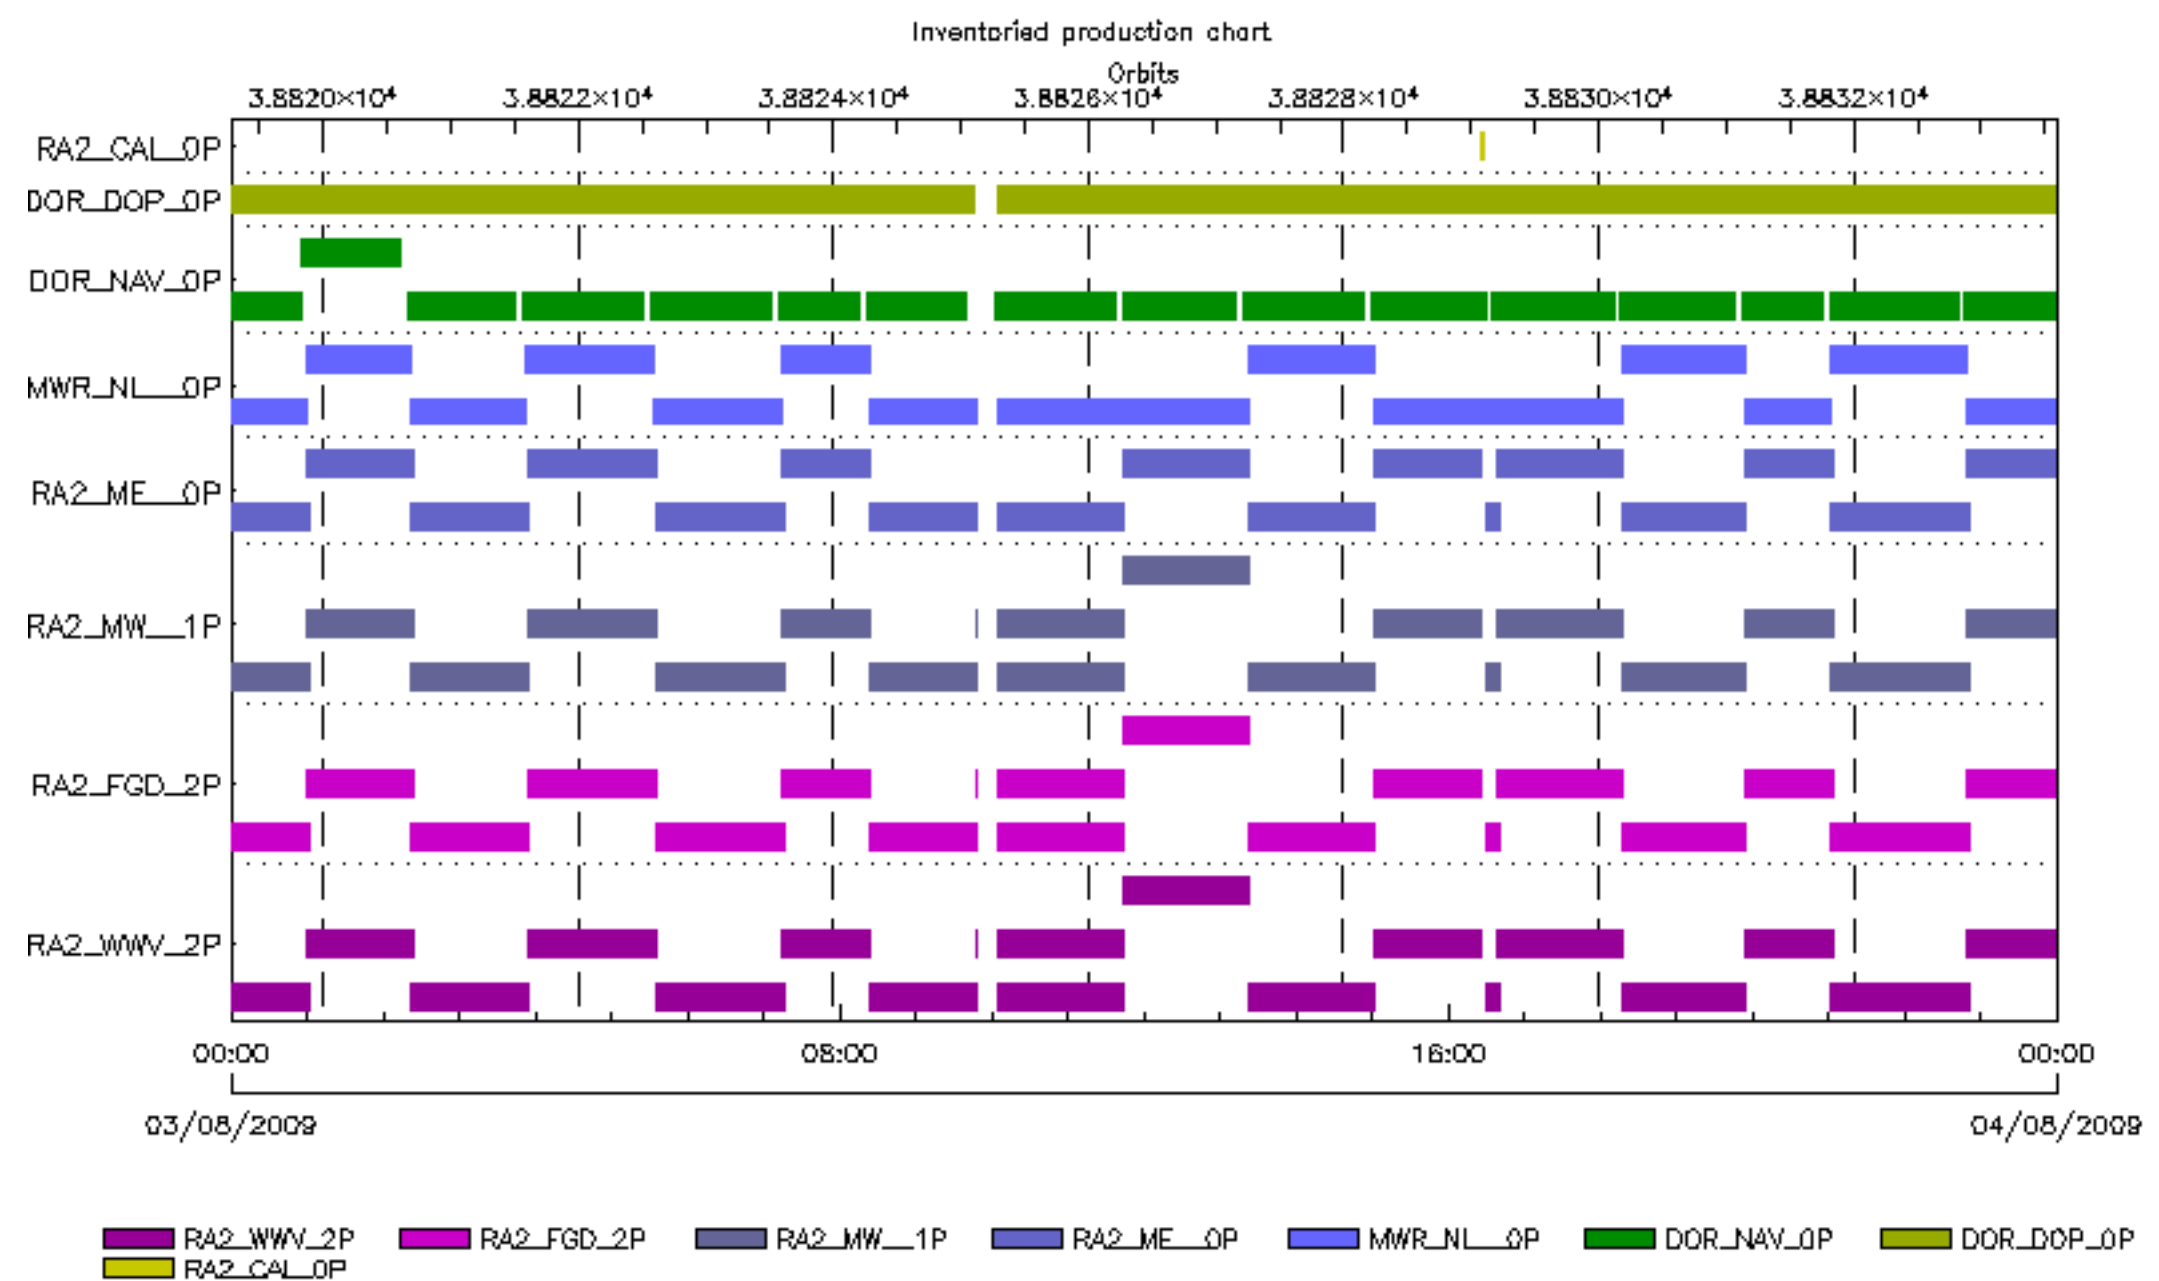 Inventoried production chart
Orbits
3.8820×10⁴ 3.8822×10⁴ 3.8824×10⁴ 3.8826×10⁴ 3.8828×10⁴ 3.8830×10⁴ 3.8832×10⁴
RA2_CAL_0P
DOR_DOP_0P
DOR_NAV_0P
MWR_NL__0P
RA2_ME__0P
RA2_MW__1P
RA2_FGD_2P
RA2_WWV_2P
00:00 08:00 16:00 00:00
03/08/2009 04/08/2009
RA2_WWV_2P RA2_FGD_2P RA2_MW__1P RA2_ME__0P MWR_NL__0P DOR_NAV_0P DOR_DOP_0P
RA2_CAL_0P